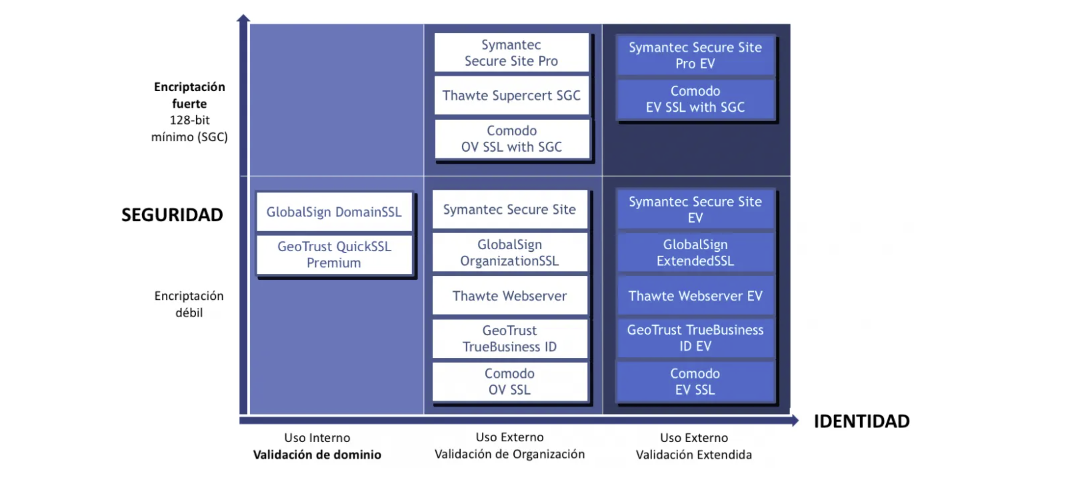 Encriptación
fuerte
128-bit
mínimo (SGC)
Symantec
Secure Site Pro
Thawte Supercert SGC
Comodo
OV SSL with SGC
Symantec Secure Site
Pro EV
Comodo
EV SSL with SGC
SEGURIDAD
Encriptación
débil
GlobalSign DomainSSL
GeoTrust QuickSSL
Premium
Symantec Secure Site
GlobalSign
OrganizationSSL
Thawte Webserver
GeoTrust
TrueBusiness ID
Comodo
OV SSL
Symantec Secure Site
EV
GlobalSign
ExtendedSSL
Thawte Webserver EV
GeoTrust TrueBusiness
ID EV
Comodo
EV SSL
IDENTIDAD
Uso Interno
Validación de dominio
Uso Externo
Validación de Organización
Uso Externo
Validación Extendida